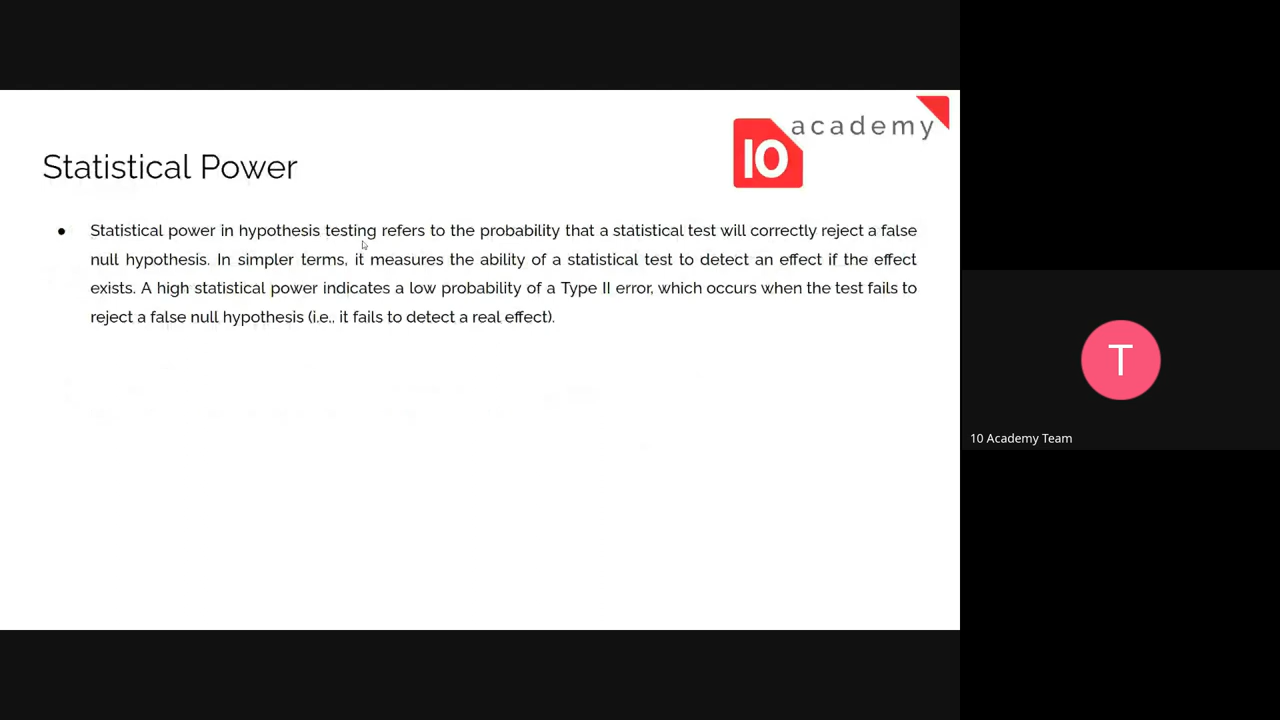 academy
10
Statistical Power
● Statistical power in hypothesis testing refers to the probability that a statistical test will correctly reject a false
null hypothesis. In simpler terms, it measures the ability of a statistical test to detect an effect if the effect
exists. A high statistical power indicates a low probability of a Type II error, which occurs when the test fails to
reject a false null hypothesis (i.e., it fails to detect a real effect).
T
10 Academy Team